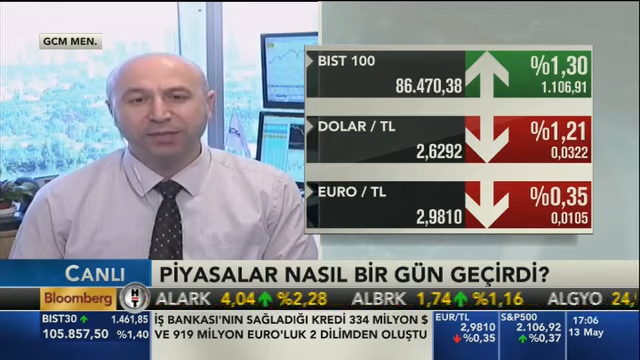 GCM MEN.
BIST 100
%1,30
86.470,38
1.106,91
DOLAR / TL
%1,21
2,6292
0,0322
EURO / TL
%0,35
2,9810
0,0105
CANLI
PİYASALAR NASIL BİR GÜN GEÇİRDİ?
Bloomberg HT ALARK 4,04 %2,28 ALBRK 1,74 %1,16 ALGYO 24,
BIST30 1.461,85
105.857,50 %1,40
İŞ BANKASI'NIN SAĞLADIĞI KREDİ 334 MİLYON $
VE 919 MİLYON EURO'LUK 2 DİLİMDEN OLUŞTU
EUR/TL
2,9810
%0,35
S&P500
2.106,92
%0,37
17:06
13 May